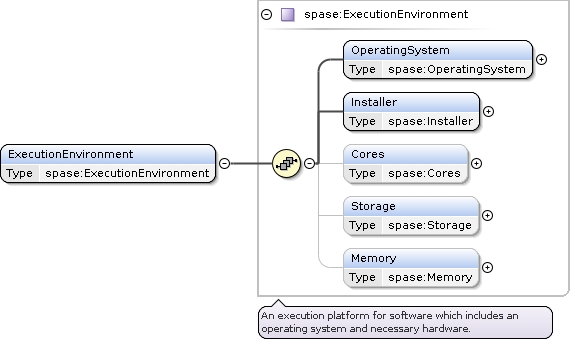 spase:ExecutionEnvironment
OperatingSystem
Type spase:OperatingSystem
Installer
Type spase:Installer
ExecutionEnvironment
Type spase:ExecutionEnvironment
Cores
Type spase:Cores
Storage
Type spase:Storage
Memory
Type spase:Memory
An execution platform for software which includes an
operating system and necessary hardware.